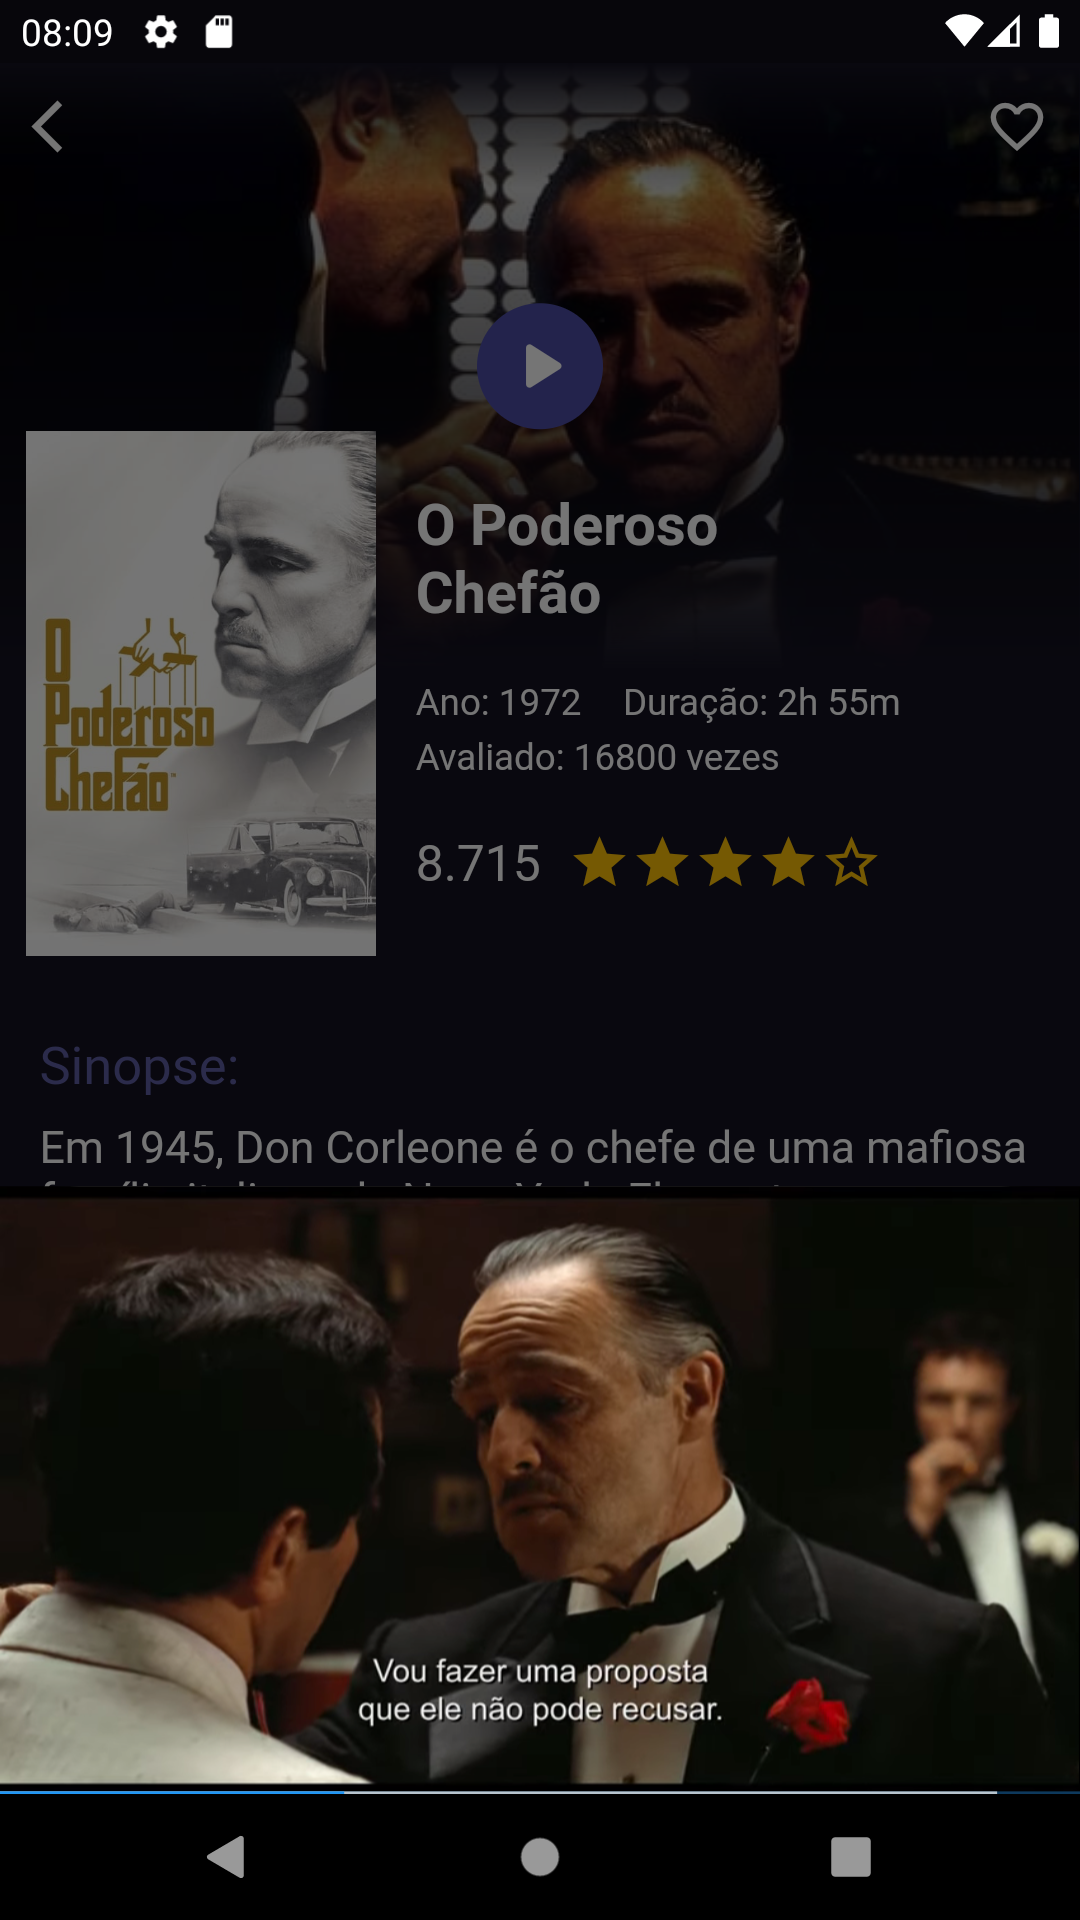 08:09
O Poderoso
Chefão
O
Poderoso
Chefão
Ano: 1972 Duração: 2h 55m
Avaliado: 16800 vezes
8.715
Sinopse:
Em 1945, Don Corleone é o chefe de uma mafiosa
Vou fazer uma proposta
que ele não pode recusar.